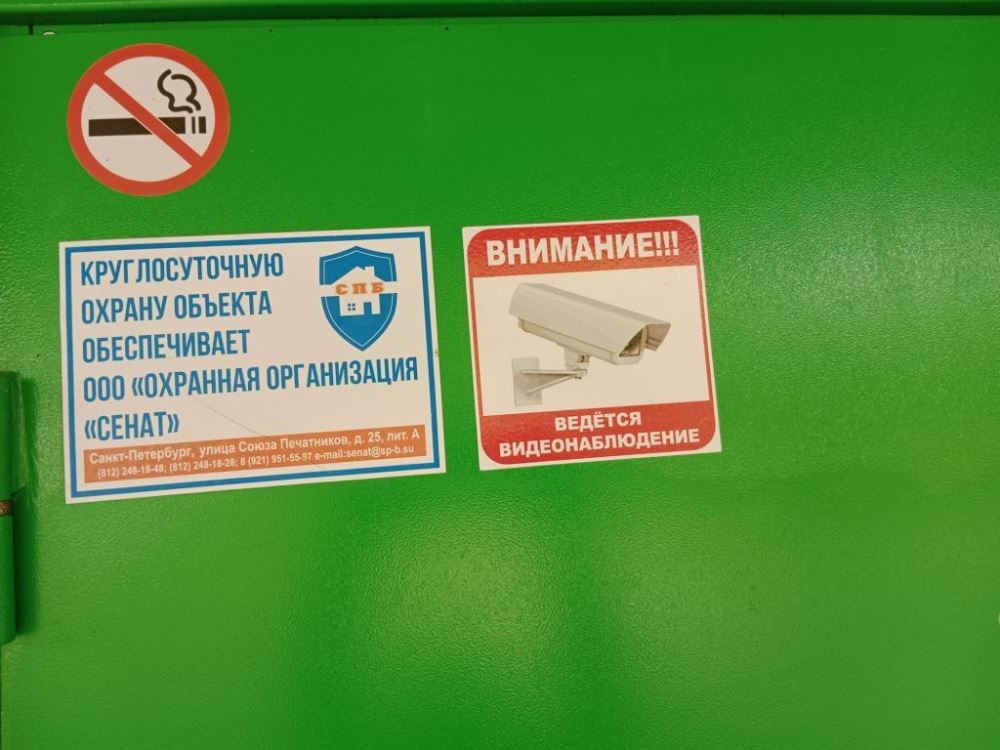 КРУГЛОСУТОЧНУЮ
ОХРАНУ ОБЪЕКТА
ОБЕСПЕЧИВАЕТ
ООО «ОХРАННАЯ ОРГАНИЗАЦИЯ
«СЕНАТ»
СПБ
Санкт-Петербург, улица Союза Печатников, д. 25, лит. А
(812) 248-18-48; (812) 248-18-28; 8 (921) 951-55-97 e-mail:senat@sp-b.su
ВНИМАНИЕ!!!
ВЕДЁТСЯ
ВИДЕОНАБЛЮДЕНИЕ